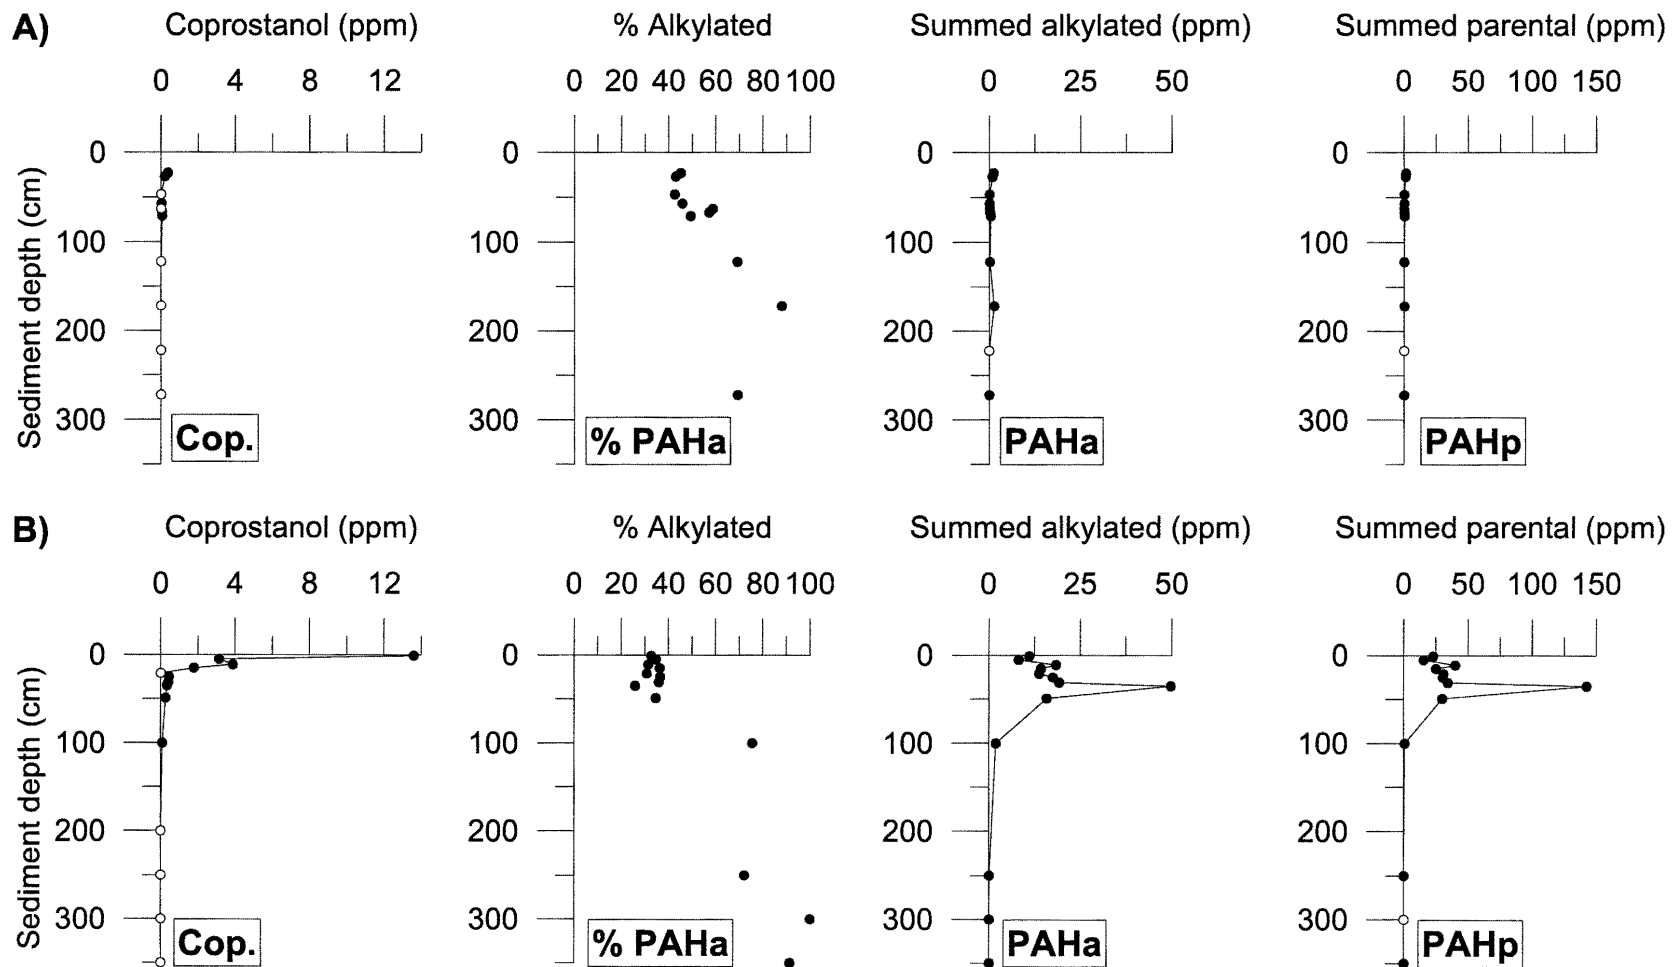 A) Coprostanol (ppm) % Alkylated Summed alkylated (ppm) Summed parental (ppm)
0 4 8 12 0 20 40 60 80 100 0 25 50 0 50 100 150
0 0 0 0
100 100 100 100
200 200 200 200
300 300 300 300
Sediment depth (cm)
Cop. % PAHa PAHa PAHp
B) Coprostanol (ppm) % Alkylated Summed alkylated (ppm) Summed parental (ppm)
0 4 8 12 0 20 40 60 80 100 0 25 50 0 50 100 150
0 0 0 0
100 100 100 100
200 200 200 200
300 300 300 300
Sediment depth (cm)
Cop. % PAHa PAHa PAHp